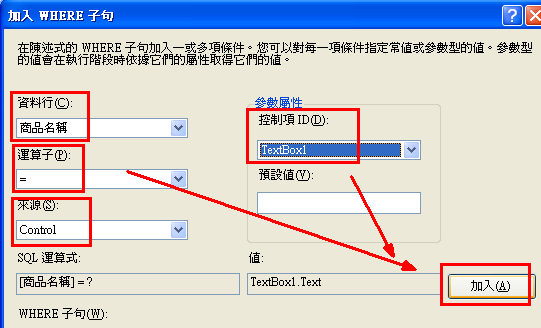 加入 WHERE 子句
在陳述式的 WHERE 子句加入一或多項條件。您可以對每一項條件指定常值或參數型的值。參數型
的值會在執行階段時依據它們的屬性取得它們的值。
資料行(C):
商品名稱
運算子(P):
=
來源(S):
Control
參數屬性
控制項 ID(D):
TextBox1
預設值(V):
SQL 運算式:
[商品名稱] = ?
值:
TextBox1.Text
加入(A)
WHERE 子句(W):